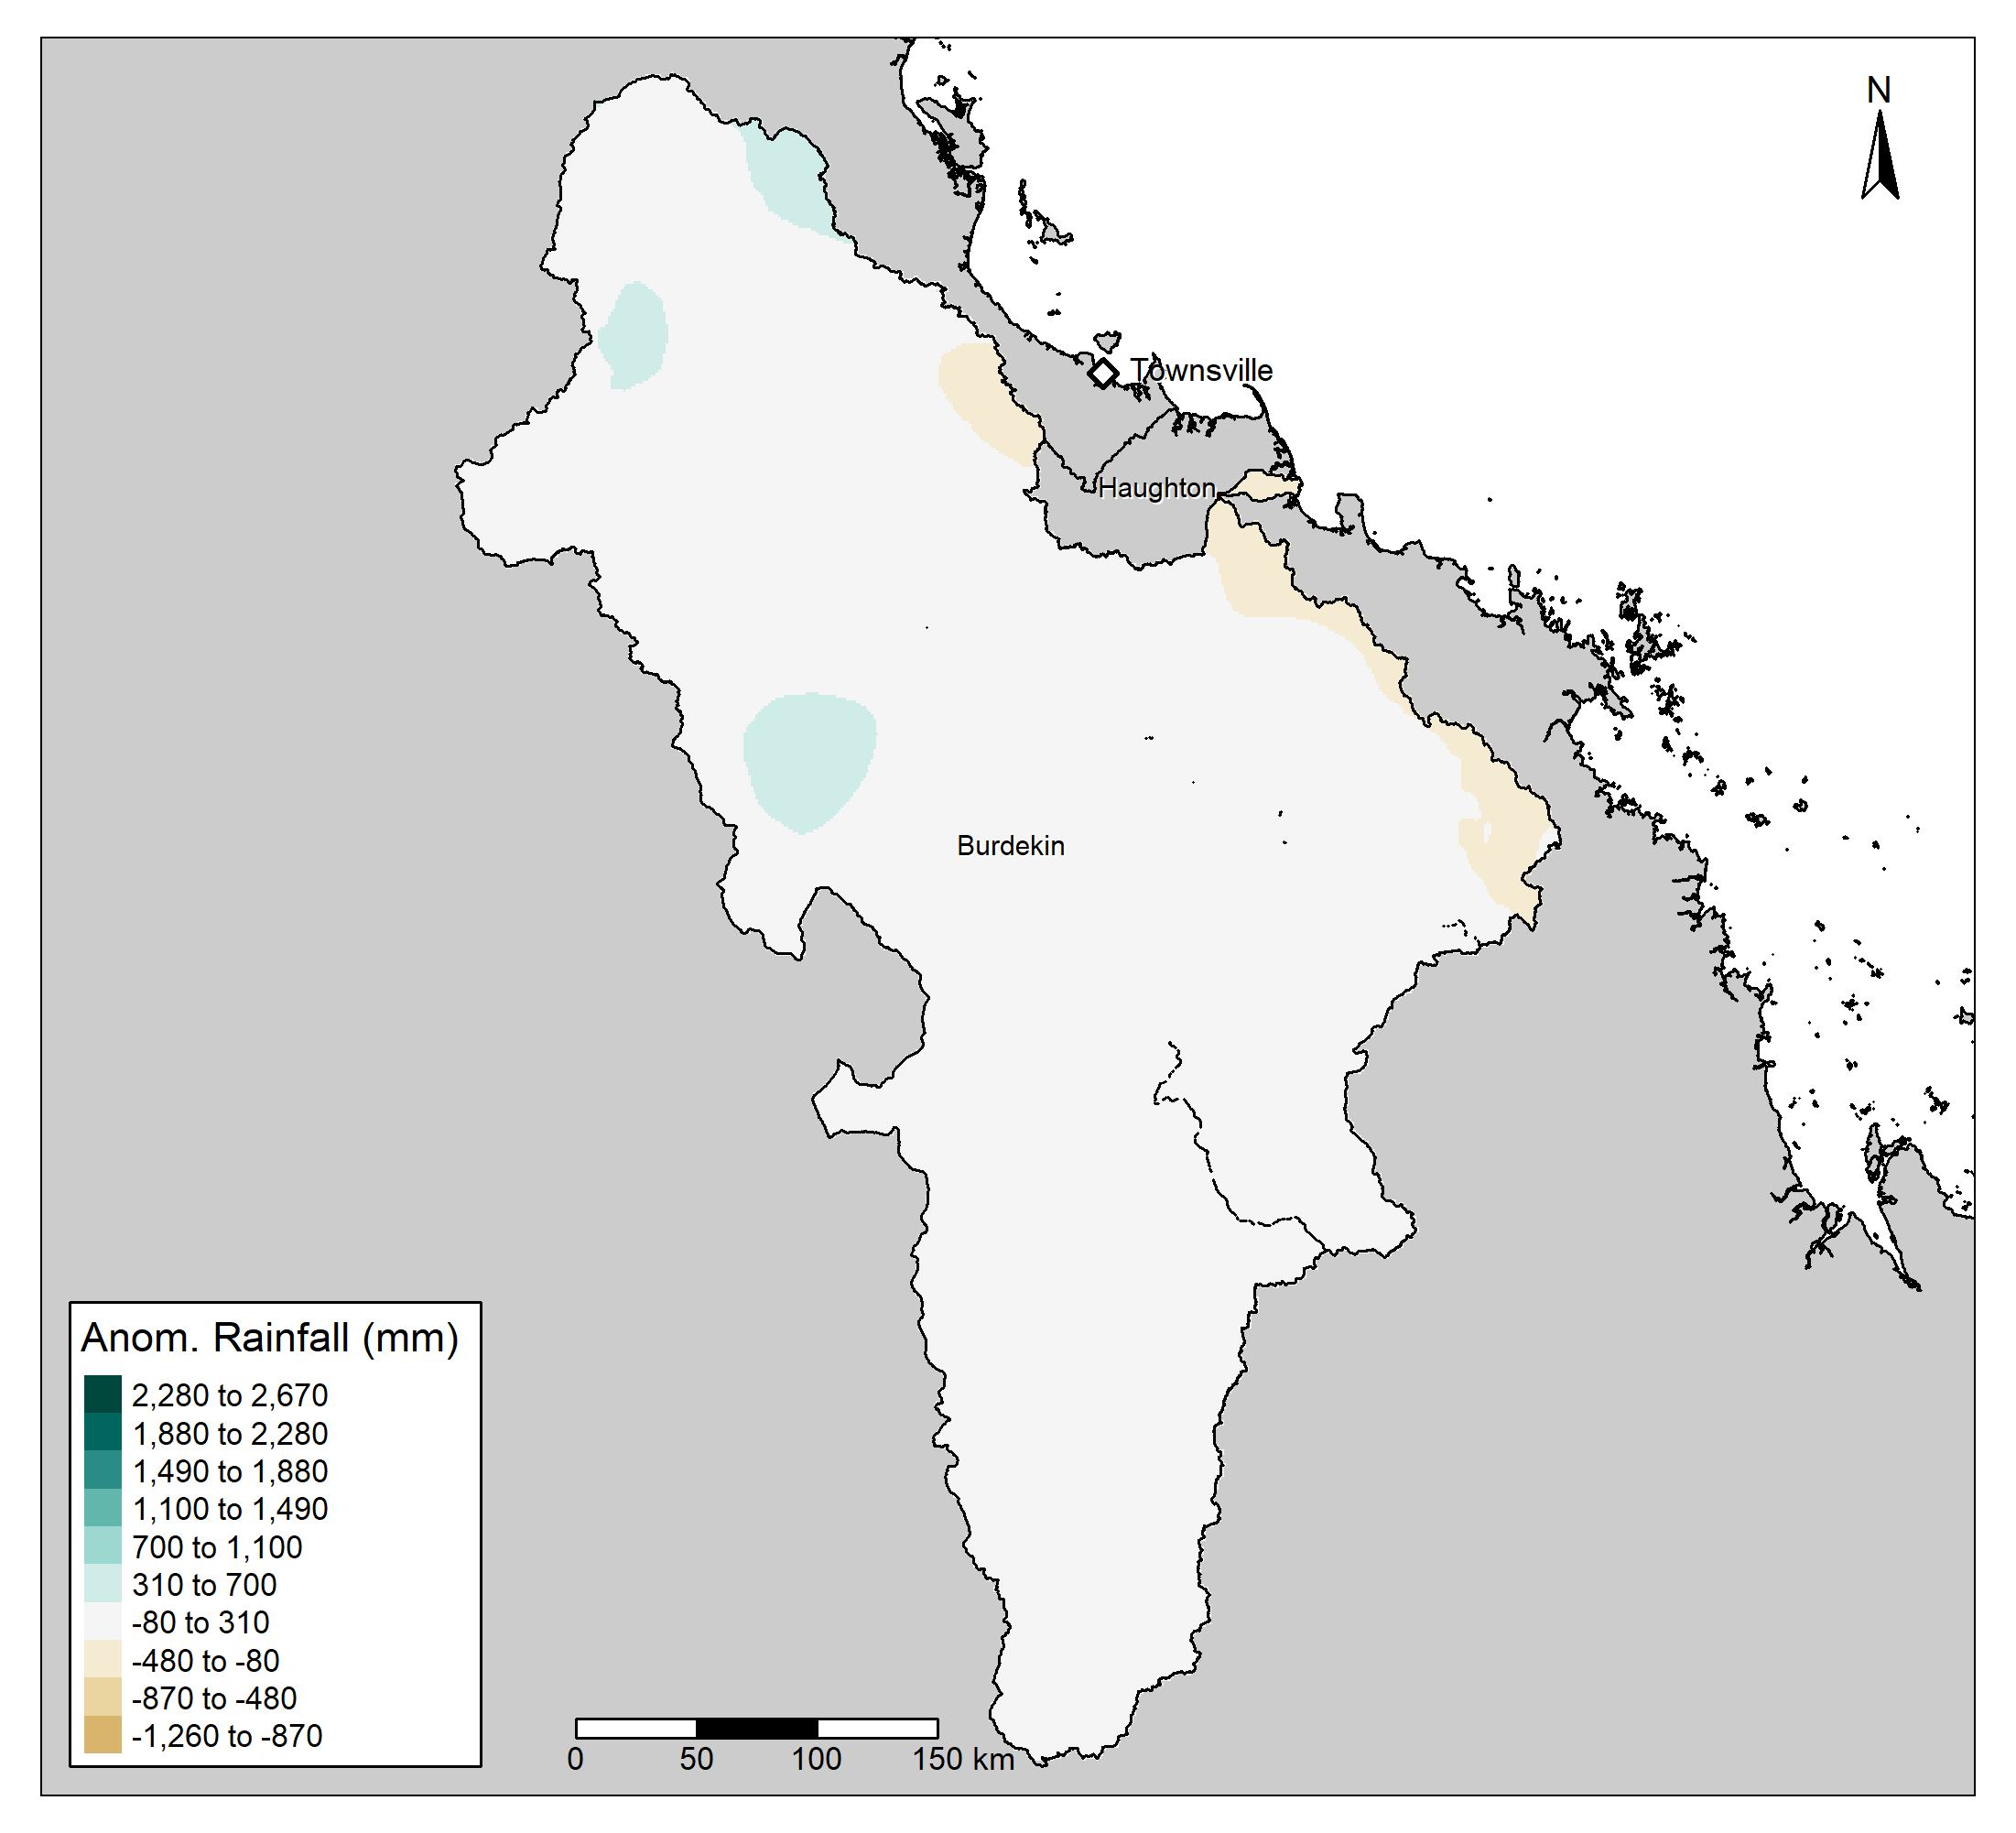 N
Townsville
Haughton
Burdekin
Anom. Rainfall (mm)
2,280 to 2,670
1,880 to 2,280
1,490 to 1,880
1,100 to 1,490
700 to 1,100
310 to 700
-80 to 310
-480 to -80
-870 to -480
-1,260 to -870
0 50 100 150 km